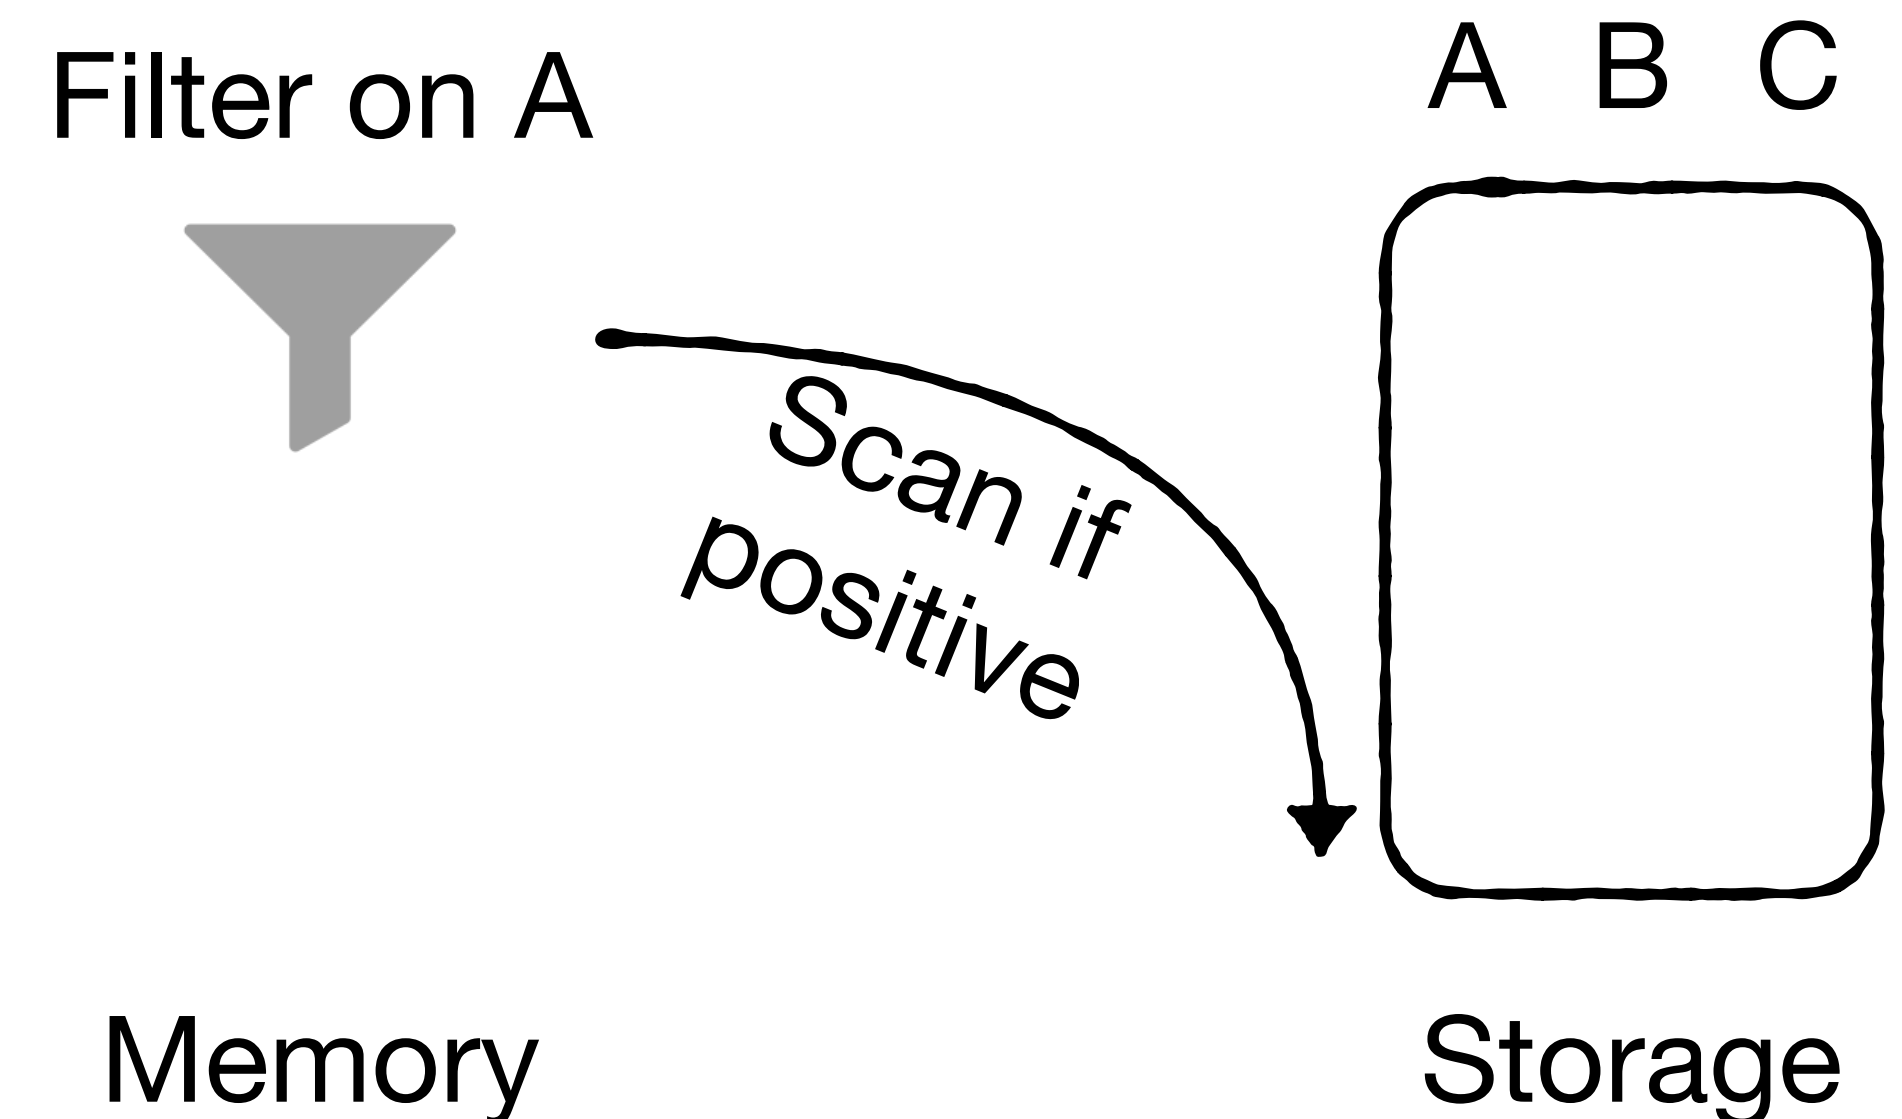 Filter on A
A B C
Scan if
positive
Memory
Storage